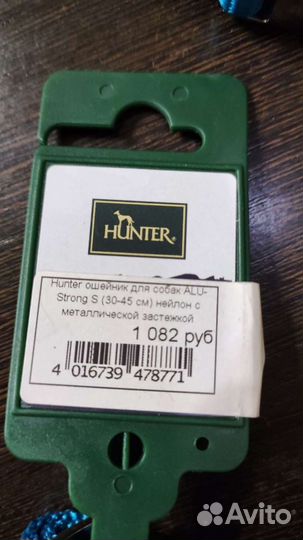 HUNTER
Hunter ошейник для собак ALU-
Strong S (30-45 см) нейлон с
металлической застежкой
1 082 руб
4 016739 478771
Avito